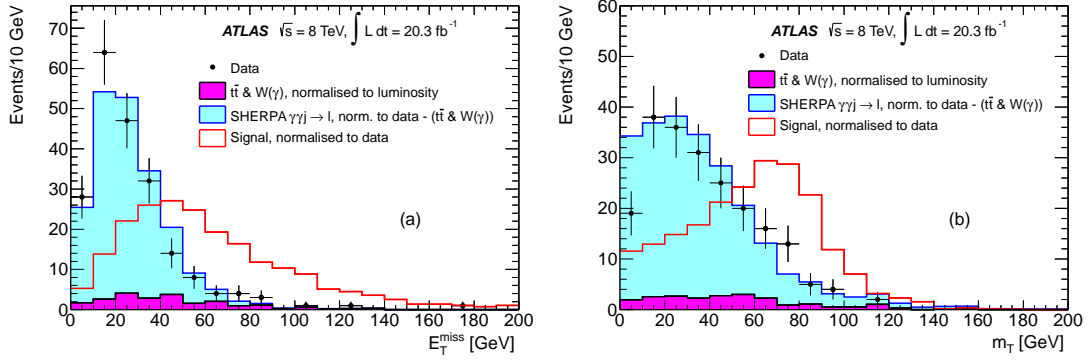 Events/10 GeV
70
60
50
40
30
20
10
0
ATLAS √s = 8 TeV, ∫ L dt = 20.3 fb⁻¹
Data
tt̄ & W(γ), normalised to luminosity
SHERPA γγj → l, norm. to data - (tt̄ & W(γ))
Signal, normalised to data
(a)
0 20 40 60 80 100 120 140 160 180 200
E_T^miss [GeV]
Events/10 GeV
60
50
40
30
20
10
0
ATLAS √s = 8 TeV, ∫ L dt = 20.3 fb⁻¹
Data
tt̄ & W(γ), normalised to luminosity
SHERPA γγj → l, norm. to data - (tt̄ & W(γ))
Signal, normalised to data
(b)
0 20 40 60 80 100 120 140 160 180 200
m_T [GeV]